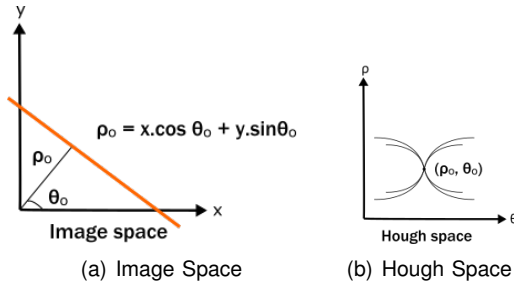 y
ρo = x.cos θo + y.sinθo
ρo
θo
x
Image space
(a) Image Space
ρ
(ρo, θo)
θ
Hough space
(b) Hough Space